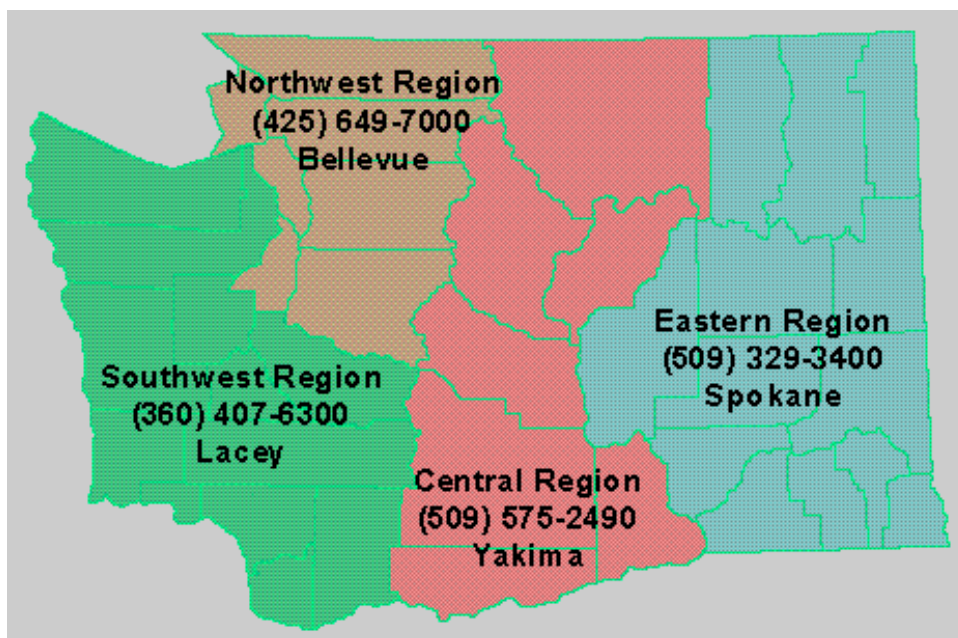 Northwest Region
(425) 649-7000
Bellevue
Eastern Region
(509) 329-3400
Spokane
Southwest Region
(360) 407-6300
Lacey
Central Region
(509) 575-2490
Yakima